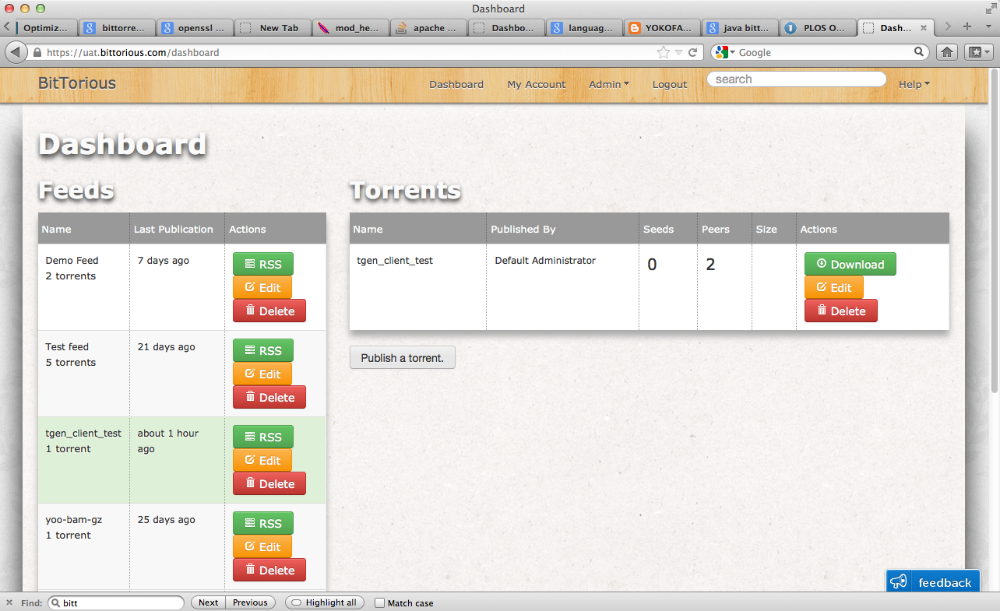 Dashboard
Optimiz... bittorre... openssl ... New Tab mod_he... apache ... Dashbo... languag... YOKOFA... java bitt... PLOS O... Dash...
https://uat.bittorious.com/dashboard Google
BitTorious Dashboard My Account Admin Logout search Help
Dashboard
Feeds Torrents
Name Last Publication Actions Name Published By Seeds Peers Size Actions
Demo Feed 7 days ago RSS tgen_client_test Default Administrator 0 2 Download
2 torrents
Edit Edit
Delete Delete
Test feed 21 days ago RSS Publish a torrent.
5 torrents
Edit
Delete
tgen_client_test about 1 hour RSS
1 torrent ago
Edit
Delete
yoo-bam-gz 25 days ago RSS
1 torrent
Edit
Delete
feedback
Find: bitt Next Previous Highlight all Match case